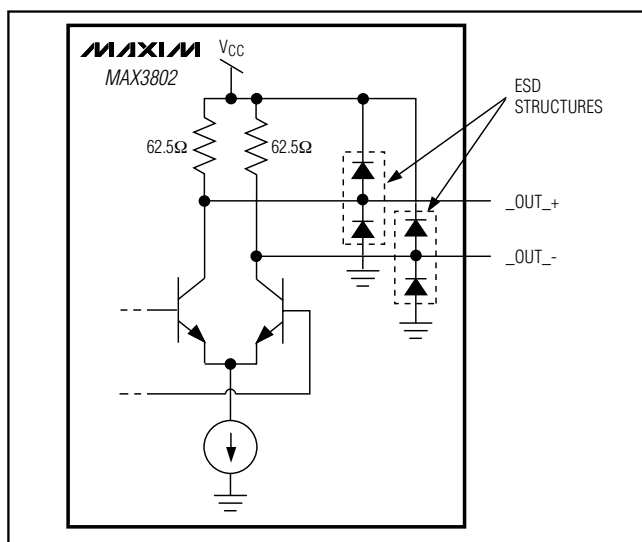 MAXIM
MAX3802
VCC
ESD
STRUCTURES
62.5Ω
62.5Ω
_OUT_+
_OUT_-